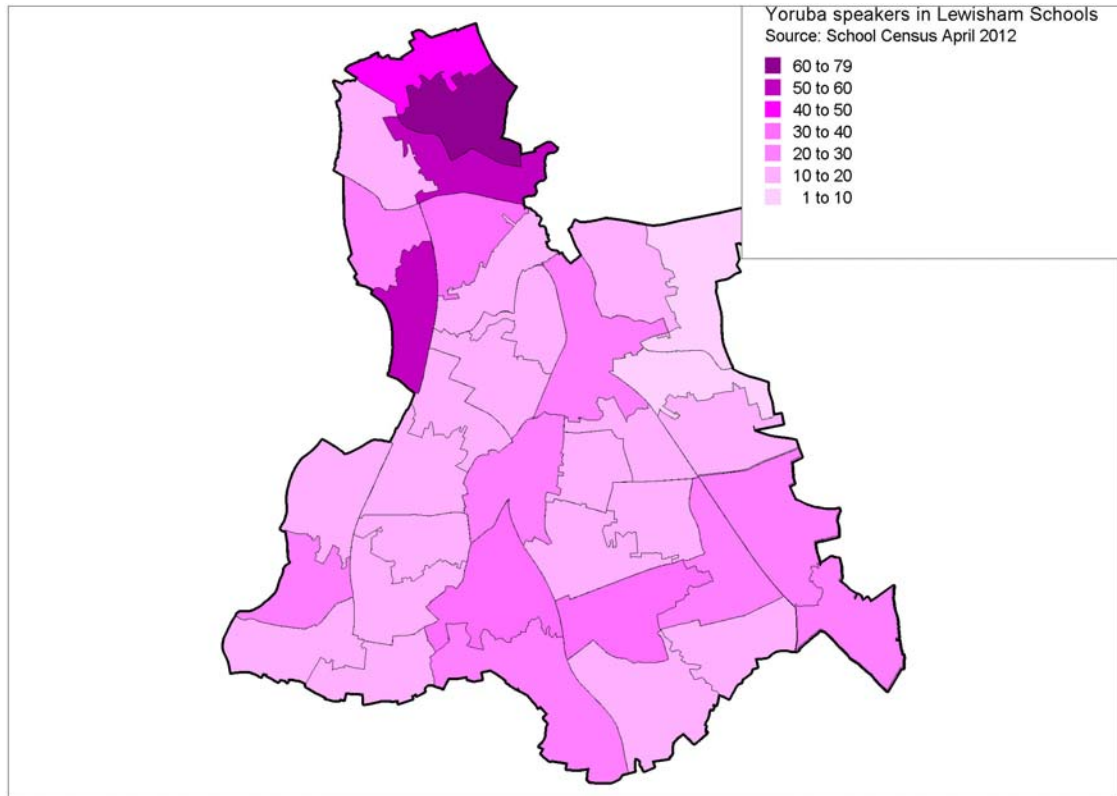 Yoruba speakers in Lewisham Schools
Source: School Census April 2012
60 to 79
50 to 60
40 to 50
30 to 40
20 to 30
10 to 20
1 to 10